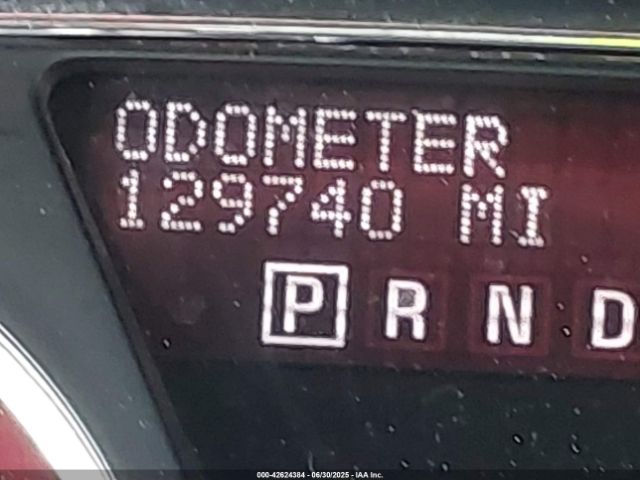 ODOMETER
129740 MI
P R N D
000-42624384 - 06/30/2025 - IAA Inc.